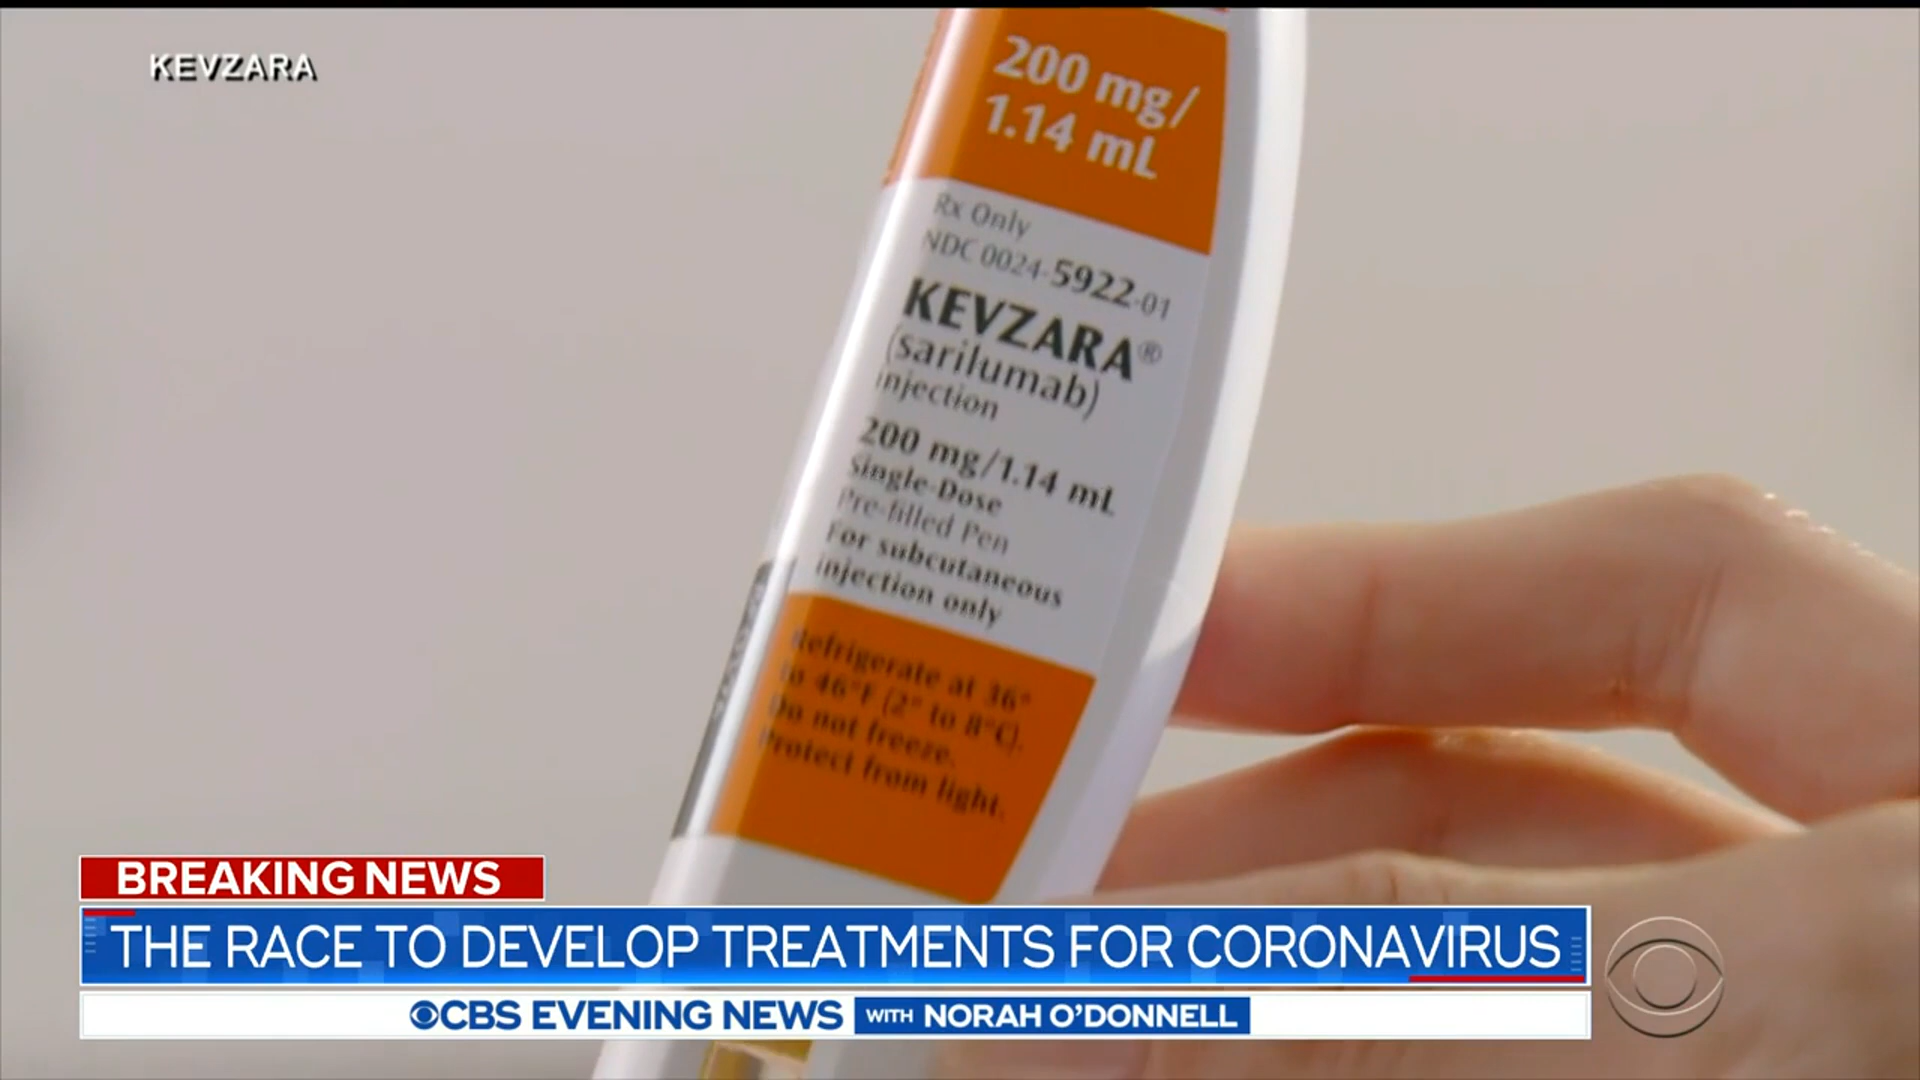 KEVZARA
200 mg/
1.14 mL
Rx Only
NDC 0024-5922-01
KEVZARA®
(sarilumab)
injection
200 mg/1.14 mL
Single-Dose
Pre-filled Pen
For subcutaneous
injection only
Refrigerate at 36°
to 46°F (2° to 8°C).
Do not freeze.
Protect from light.
BREAKING NEWS
THE RACE TO DEVELOP TREATMENTS FOR CORONAVIRUS
CBS EVENING NEWS WITH NORAH O'DONNELL